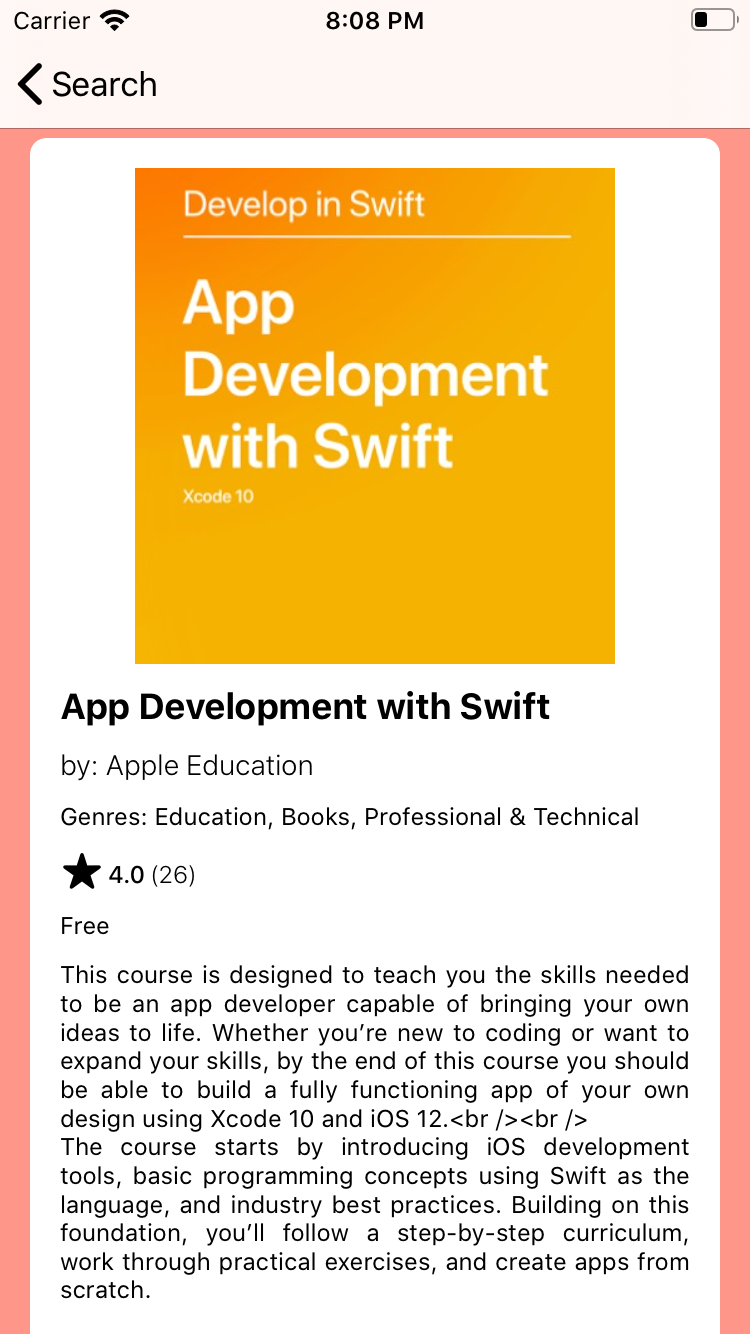 Carrier 8:08 PM
Search
Develop in Swift
App
Development
with Swift
Xcode 10
App Development with Swift
by: Apple Education
Genres: Education, Books, Professional & Technical
4.0 (26)
Free
This course is designed to teach you the skills needed
to be an app developer capable of bringing your own
ideas to life. Whether you’re new to coding or want to
expand your skills, by the end of this course you should
be able to build a fully functioning app of your own
design using Xcode 10 and iOS 12.<br /><br />
The course starts by introducing iOS development
tools, basic programming concepts using Swift as the
language, and industry best practices. Building on this
foundation, you’ll follow a step-by-step curriculum,
work through practical exercises, and create apps from
scratch.